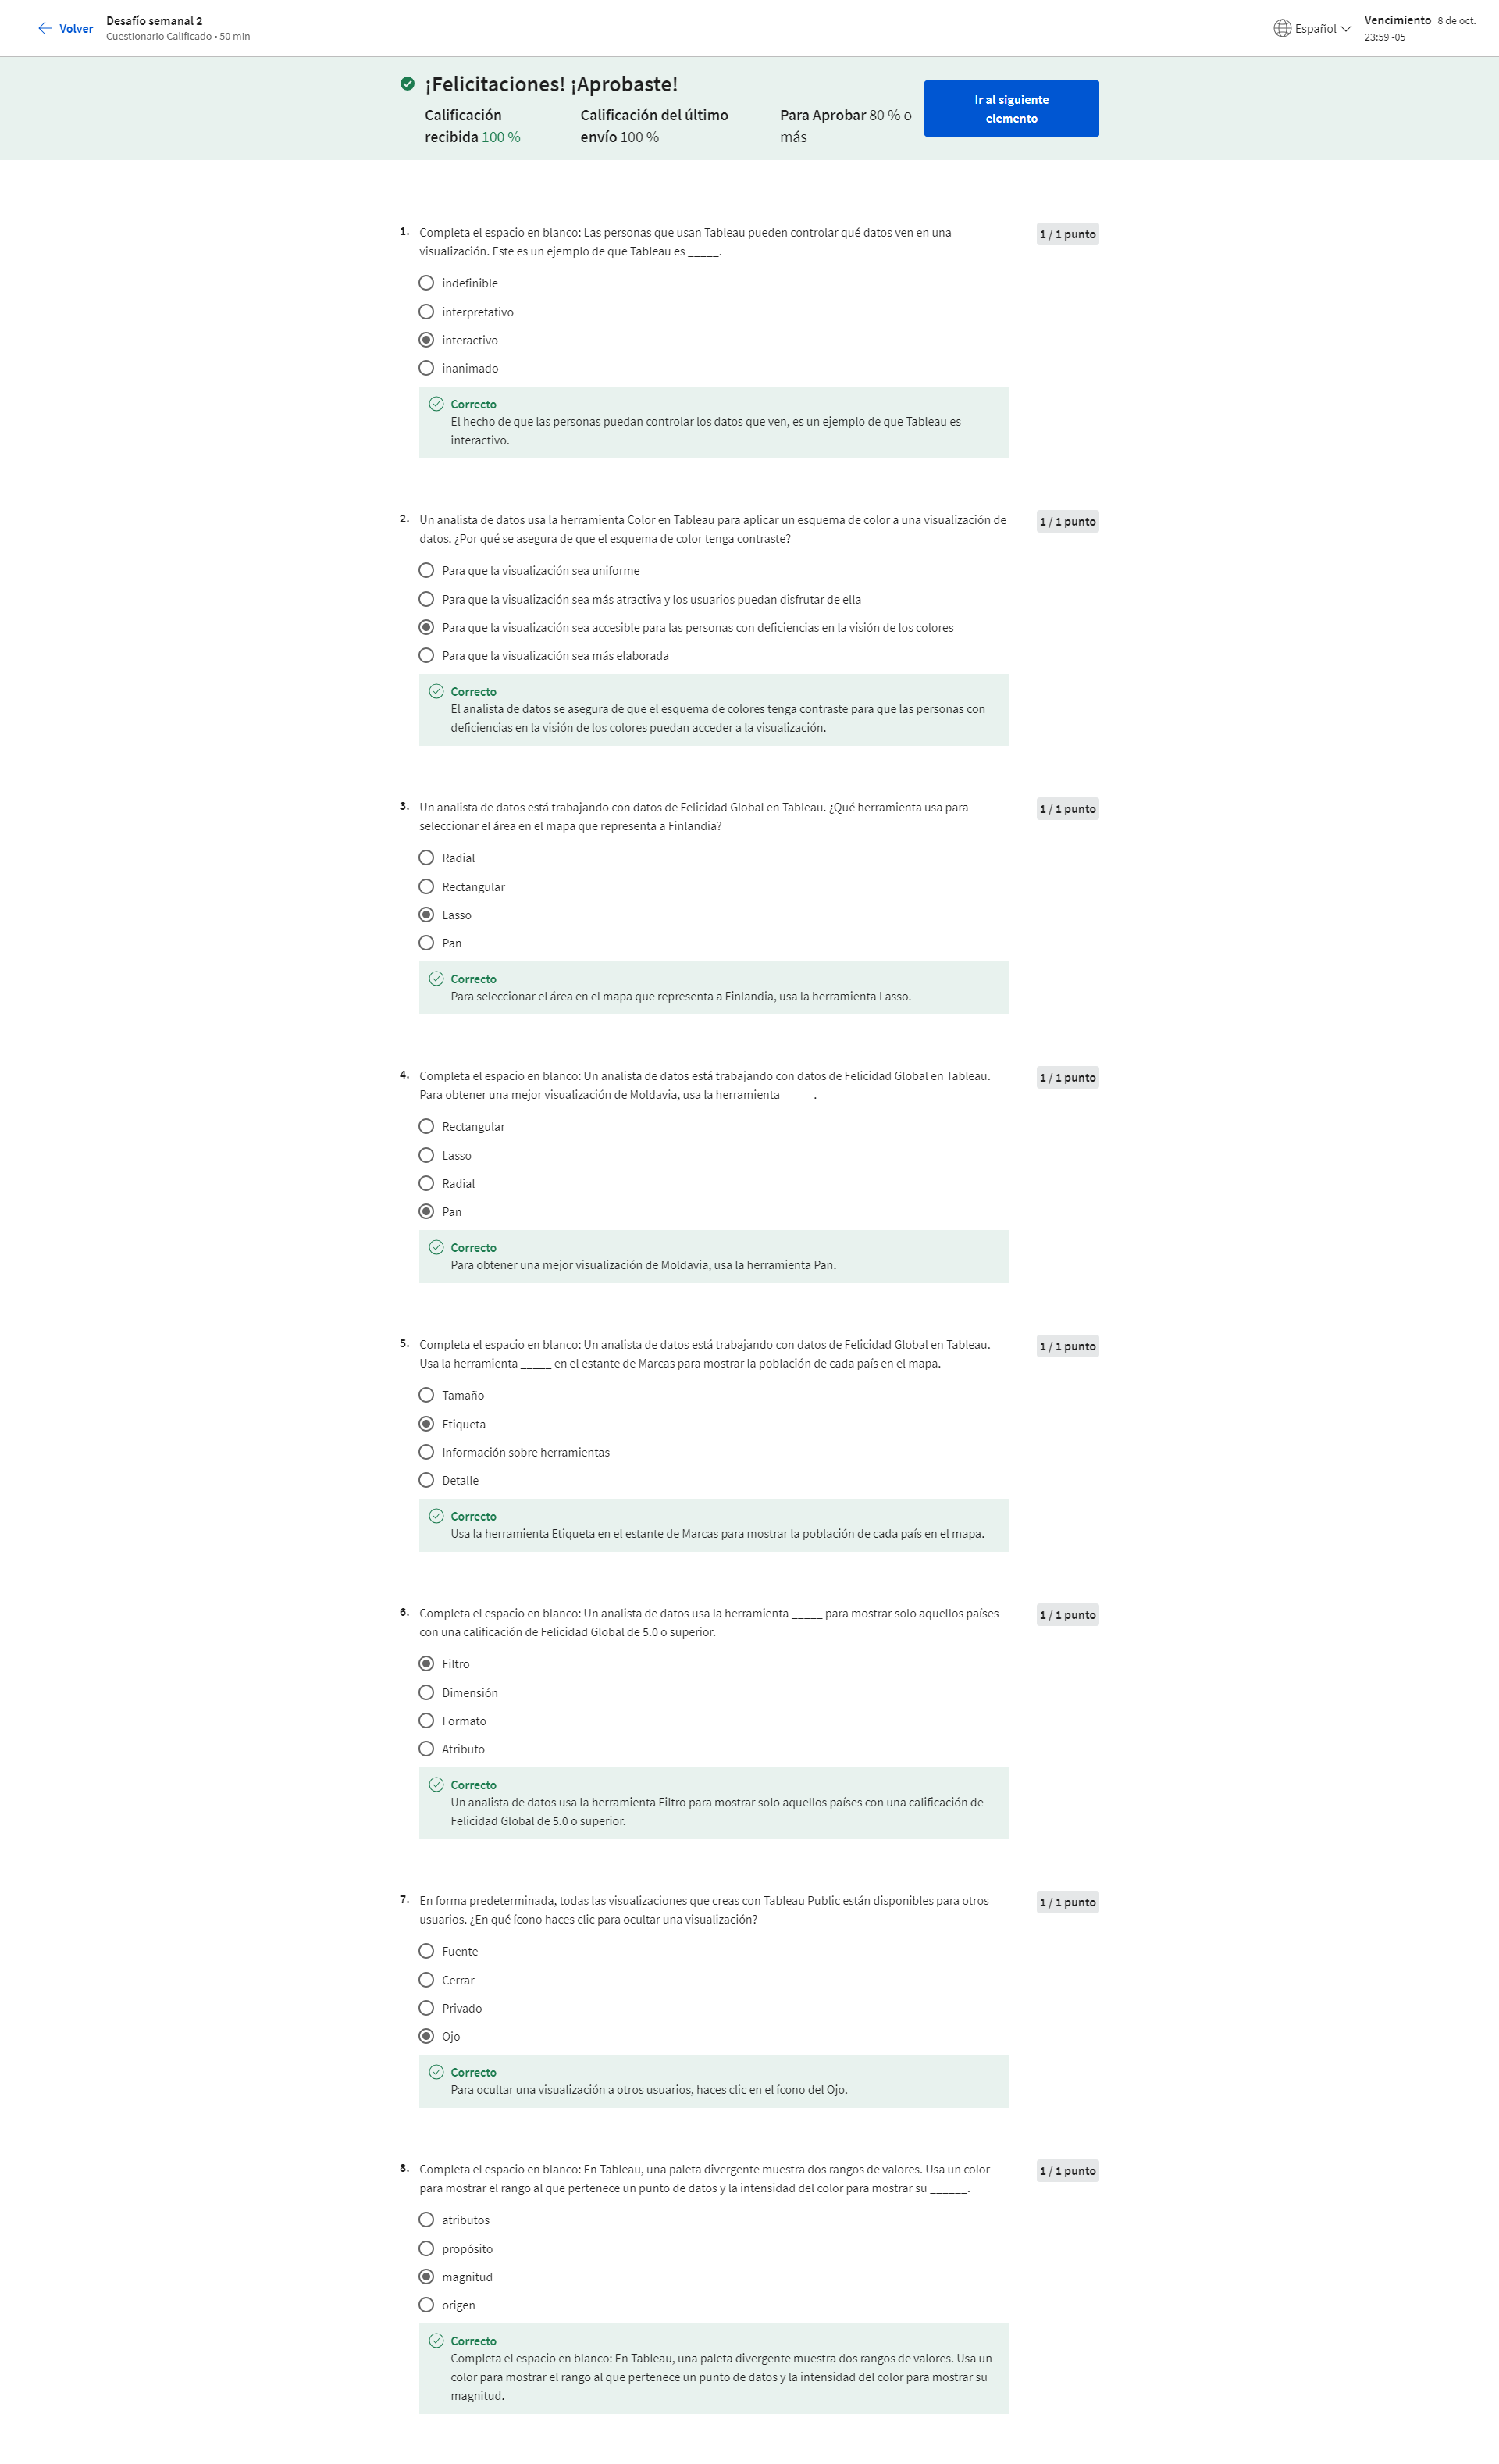 Volver
Desafío semanal 2
Cuestionario Calificado • 50 min
Español
Vencimiento 8 de oct.
23:59 -05
¡Felicitaciones! ¡Aprobaste!
Calificación
recibida 100 %
Calificación del último
envío 100 %
Para Aprobar 80 % o
más
Ir al siguiente
elemento
1. Completa el espacio en blanco: Las personas que usan Tableau pueden controlar qué datos ven en una
visualización. Este es un ejemplo de que Tableau es _____.
1 / 1 punto
indefinible
interpretativo
interactivo
inanimado
Correcto
El hecho de que las personas puedan controlar los datos que ven, es un ejemplo de que Tableau es
interactivo.
2. Un analista de datos usa la herramienta Color en Tableau para aplicar un esquema de color a una visualización de
datos. ¿Por qué se asegura de que el esquema de color tenga contraste?
1 / 1 punto
Para que la visualización sea uniforme
Para que la visualización sea más atractiva y los usuarios puedan disfrutar de ella
Para que la visualización sea accesible para las personas con deficiencias en la visión de los colores
Para que la visualización sea más elaborada
Correcto
El analista de datos se asegura de que el esquema de colores tenga contraste para que las personas con
deficiencias en la visión de los colores puedan acceder a la visualización.
3. Un analista de datos está trabajando con datos de Felicidad Global en Tableau. ¿Qué herramienta usa para
seleccionar el área en el mapa que representa a Finlandia?
1 / 1 punto
Radial
Rectangular
Lasso
Pan
Correcto
Para seleccionar el área en el mapa que representa a Finlandia, usa la herramienta Lasso.
4. Completa el espacio en blanco: Un analista de datos está trabajando con datos de Felicidad Global en Tableau.
Para obtener una mejor visualización de Moldavia, usa la herramienta _____.
1 / 1 punto
Rectangular
Lasso
Radial
Pan
Correcto
Para obtener una mejor visualización de Moldavia, usa la herramienta Pan.
5. Completa el espacio en blanco: Un analista de datos está trabajando con datos de Felicidad Global en Tableau.
Usa la herramienta _____ en el estante de Marcas para mostrar la población de cada país en el mapa.
1 / 1 punto
Tamaño
Etiqueta
Información sobre herramientas
Detalle
Correcto
Usa la herramienta Etiqueta en el estante de Marcas para mostrar la población de cada país en el mapa.
6. Completa el espacio en blanco: Un analista de datos usa la herramienta _____ para mostrar solo aquellos países
con una calificación de Felicidad Global de 5.0 o superior.
1 / 1 punto
Filtro
Dimensión
Formato
Atributo
Correcto
Un analista de datos usa la herramienta Filtro para mostrar solo aquellos países con una calificación de
Felicidad Global de 5.0 o superior.
7. En forma predeterminada, todas las visualizaciones que creas con Tableau Public están disponibles para otros
usuarios. ¿En qué ícono haces clic para ocultar una visualización?
1 / 1 punto
Fuente
Cerrar
Privado
Ojo
Correcto
Para ocultar una visualización a otros usuarios, haces clic en el ícono del Ojo.
8. Completa el espacio en blanco: En Tableau, una paleta divergente muestra dos rangos de valores. Usa un color
para mostrar el rango al que pertenece un punto de datos y la intensidad del color para mostrar su ______.
1 / 1 punto
atributos
propósito
magnitud
origen
Correcto
Completa el espacio en blanco: En Tableau, una paleta divergente muestra dos rangos de valores. Usa un
color para mostrar el rango al que pertenece un punto de datos y la intensidad del color para mostrar su
magnitud.